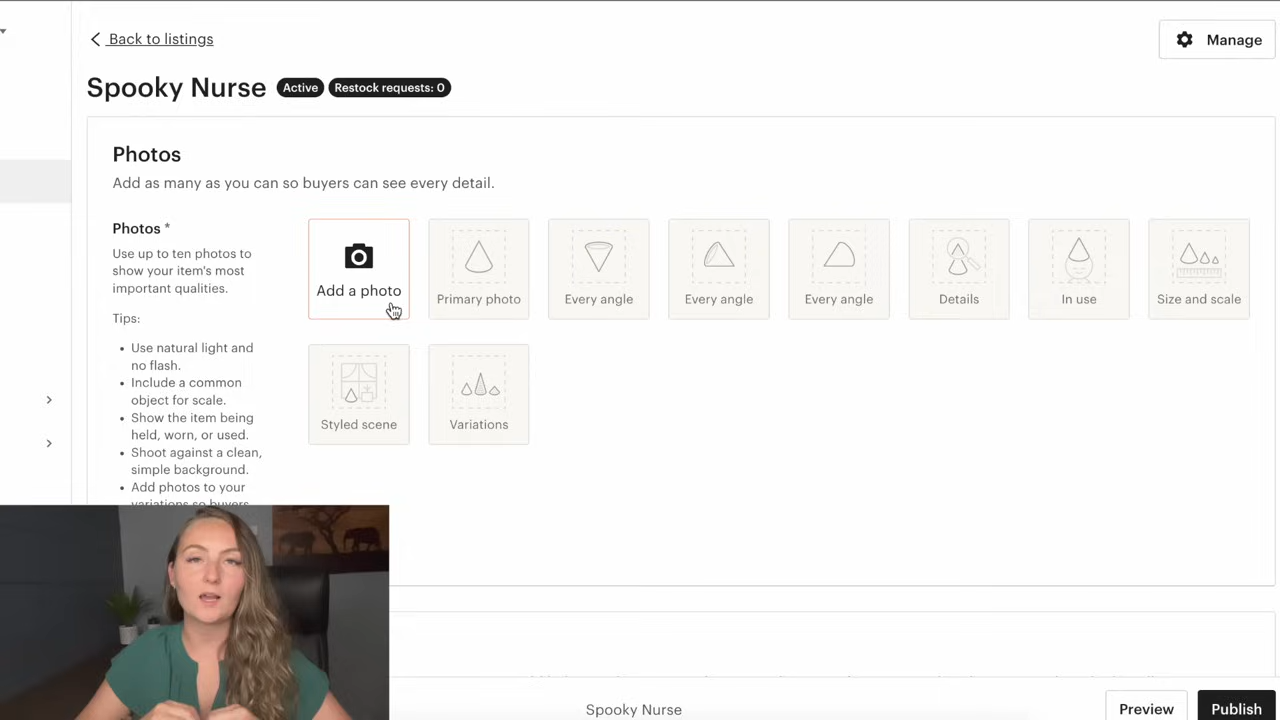 Back to listings
Manage
Spooky Nurse Active Restock requests: 0
Photos
Add as many as you can so buyers can see every detail.
Photos *
Use up to ten photos to
show your item's most
important qualities.
Tips:
• Use natural light and
no flash.
• Include a common
object for scale.
• Show the item being
held, worn, or used.
• Shoot against a clean,
simple background.
• Add photos to your
variations so buyers
Add a photo
Primary photo
Every angle
Every angle
Every angle
Details
In use
Size and scale
Styled scene
Variations
Spooky Nurse
Preview
Publish